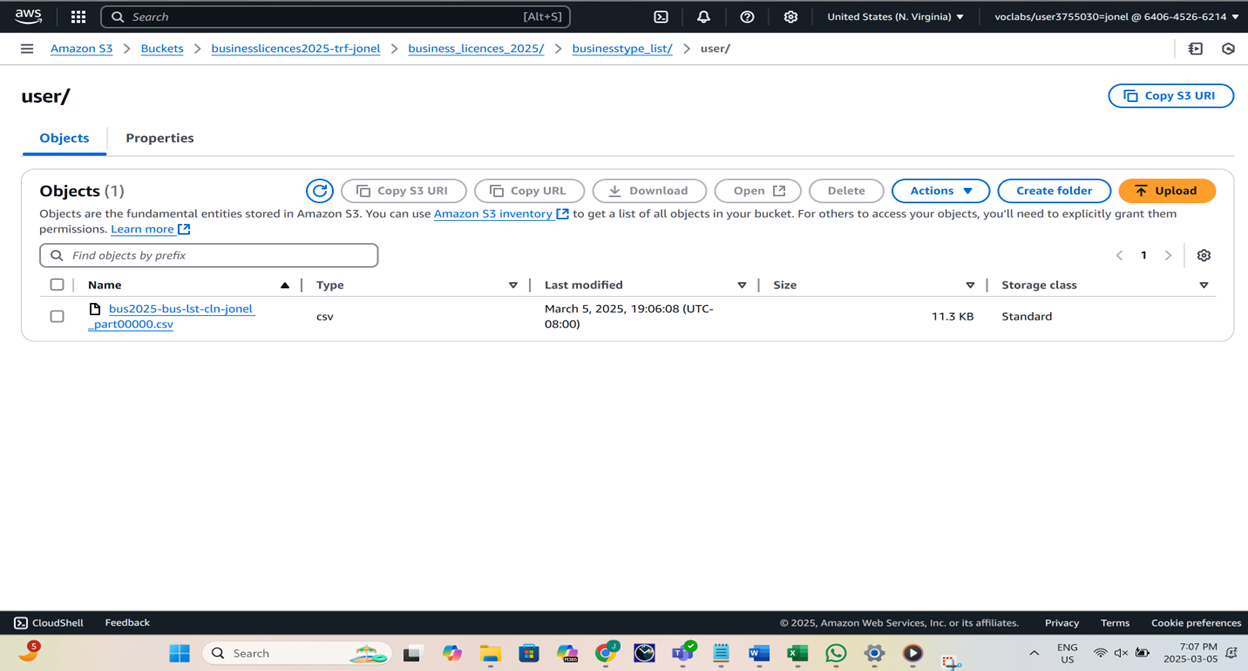 aws
Search [Alt+S]
United States (N. Virginia)
voclabs/user3755030=jonel @ 6406-4526-6214
Amazon S3 > Buckets > businesslicences2025-trf-jonel > business_licences_2025/ > businesstype_list/ > user/
user/
Copy S3 URI
Objects
Properties
Objects (1)
Copy S3 URI
Copy URL
Download
Open
Delete
Actions
Create folder
Upload
Objects are the fundamental entities stored in Amazon S3. You can use Amazon S3 inventory to get a list of all objects in your bucket. For others to access your objects, you'll need to explicitly grant them
permissions. Learn more
Find objects by prefix
1
Name
Type
Last modified
Size
Storage class
bus2025-bus-lst-cln-jonel
_part00000.csv
csv
March 5, 2025, 19:06:08 (UTC-
08:00)
11.3 KB
Standard
CloudShell
Feedback
© 2025, Amazon Web Services, Inc. or its affiliates.
Privacy
Terms
Cookie preferences
5
Search
M365
ENG
US
7:07 PM
2025-03-05